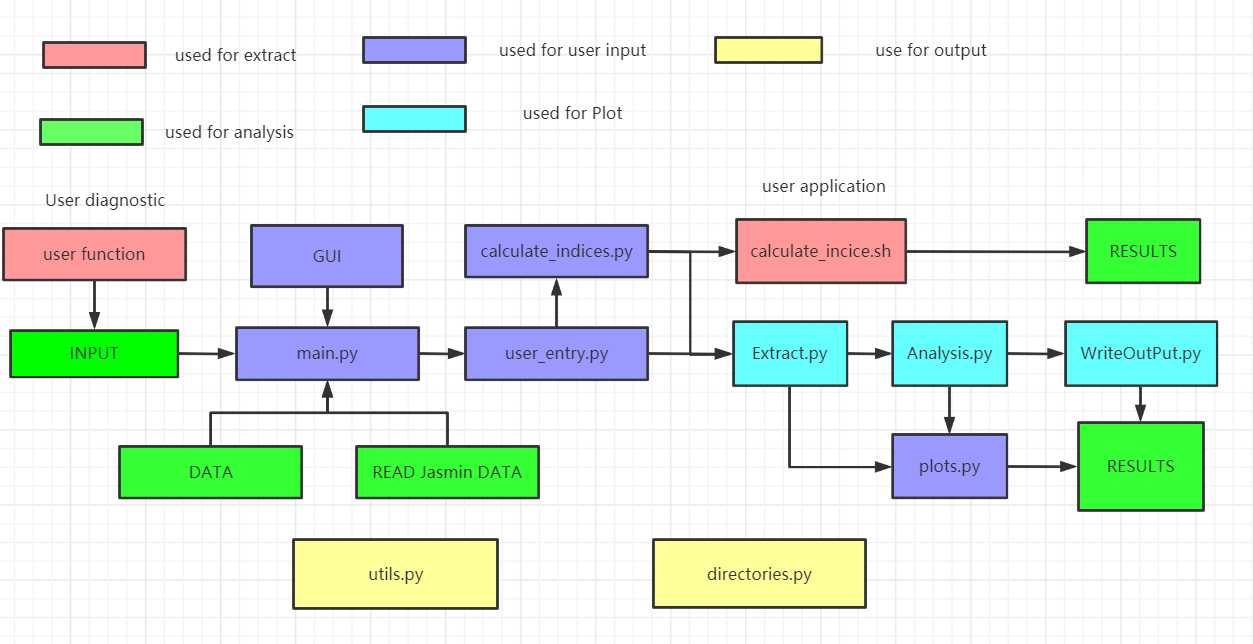 used for extract
used for user input
use for output
used for analysis
used for Plot
User diagnostic
user application
user function
GUI
calculate_indices.py
calculate_incice.sh
RESULTS
INPUT
main.py
user_entry.py
Extract.py
Analysis.py
WriteOutPut.py
DATA
READ Jasmin DATA
plots.py
RESULTS
utils.py
directories.py